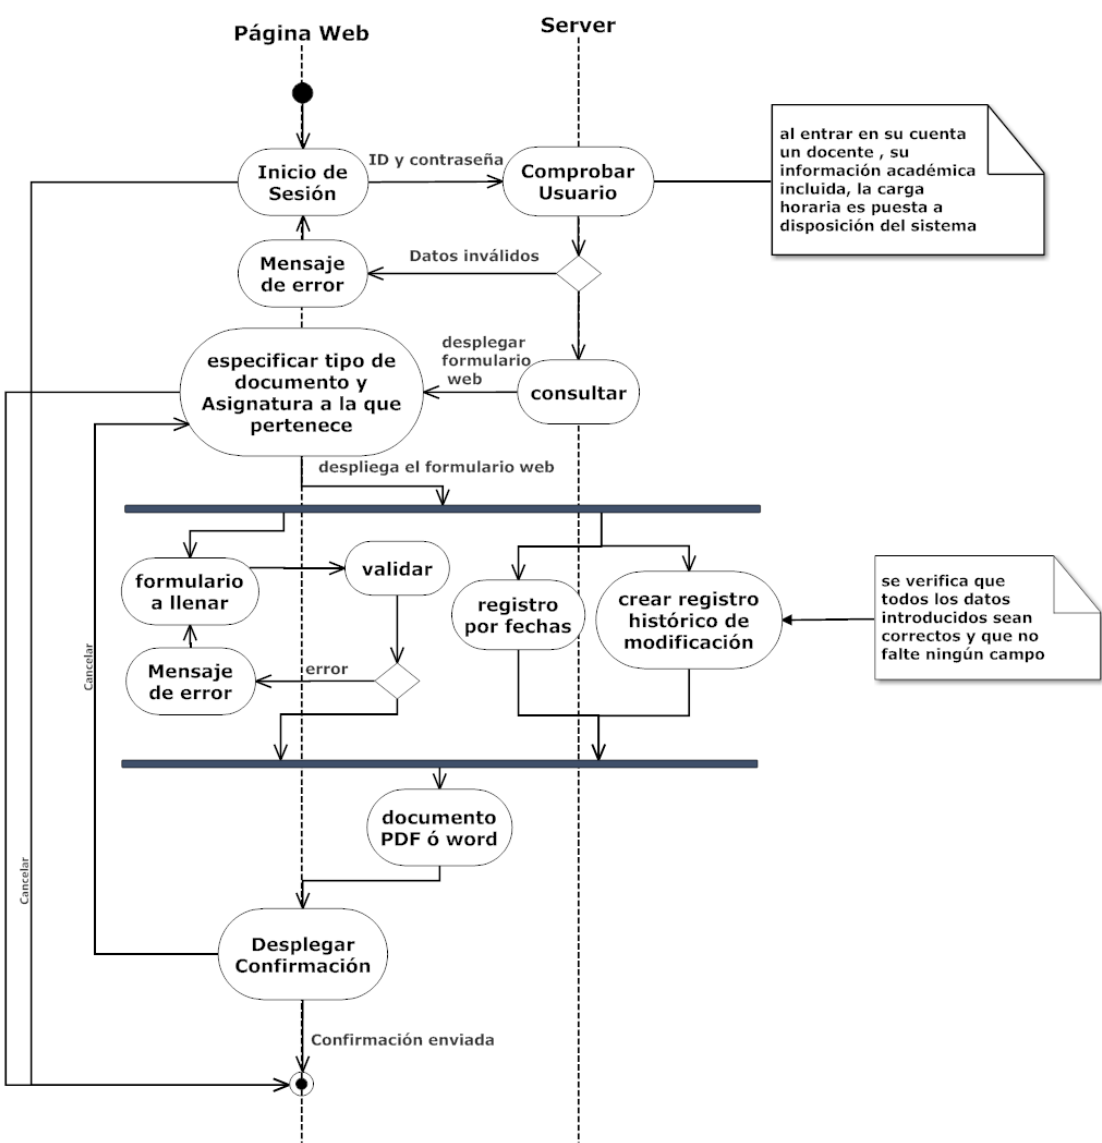 Página Web
Server
Inicio de
Sesión
ID y contraseña
Comprobar
Usuario
al entrar en su cuenta
un docente , su
información académica
incluida, la carga
horaria es puesta a
disposición del sistema
Mensaje
de error
Datos inválidos
especificar tipo de
documento y
Asignatura a la que
pertenece
desplegar
formulario
web
consultar
despliega el formulario web
formulario
a llenar
validar
registro
por fechas
crear registro
histórico de
modificación
se verifica que
todos los datos
introducidos sean
correctos y que no
falte ningún campo
Mensaje
de error
error
Cancelar
documento
PDF ó word
Cancelar
Desplegar
Confirmación
Confirmación enviada